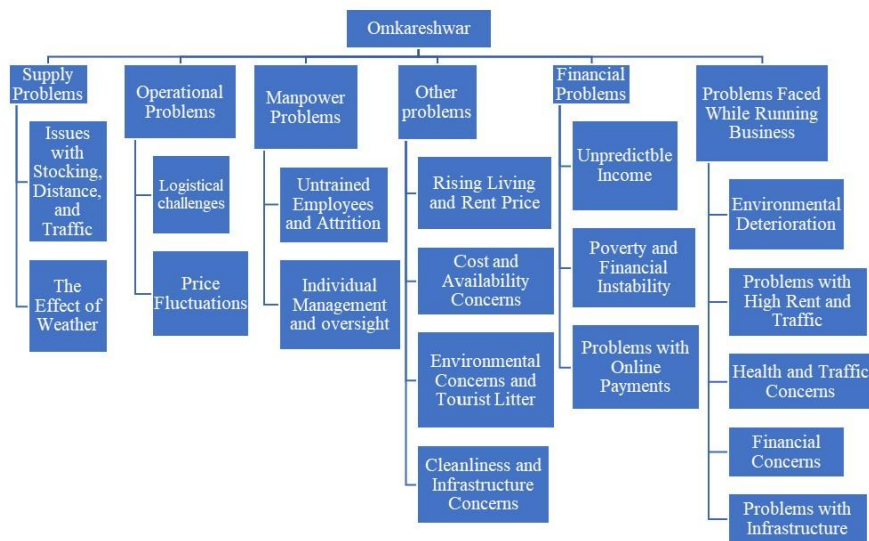 Omkareshwar
Supply
Problems
Issues
with
Stocking,
Distance,
and
Traffic
The
Effect of
Weather
Operational
Problems
Logistical
challenges
Price
Fluctuations
Manpower
Problems
Untrained
Employees
and Attrition
Individual
Management
and oversight
Other
problems
Rising Living
and Rent Price
Cost and
Availability
Concerns
Environmental
Concerns and
Tourist Litter
Cleanliness and
Infrastructure
Concerns
Financial
Problems
Unpredictble
Income
Poverty and
Financial
Instability
Problems with
Online
Payments
Problems Faced
While Running
Business
Environmental
Deterioration
Problems with
High Rent and
Traffic
Health and Traffic
Concerns
Financial
Concerns
Problems with
Infrastructure